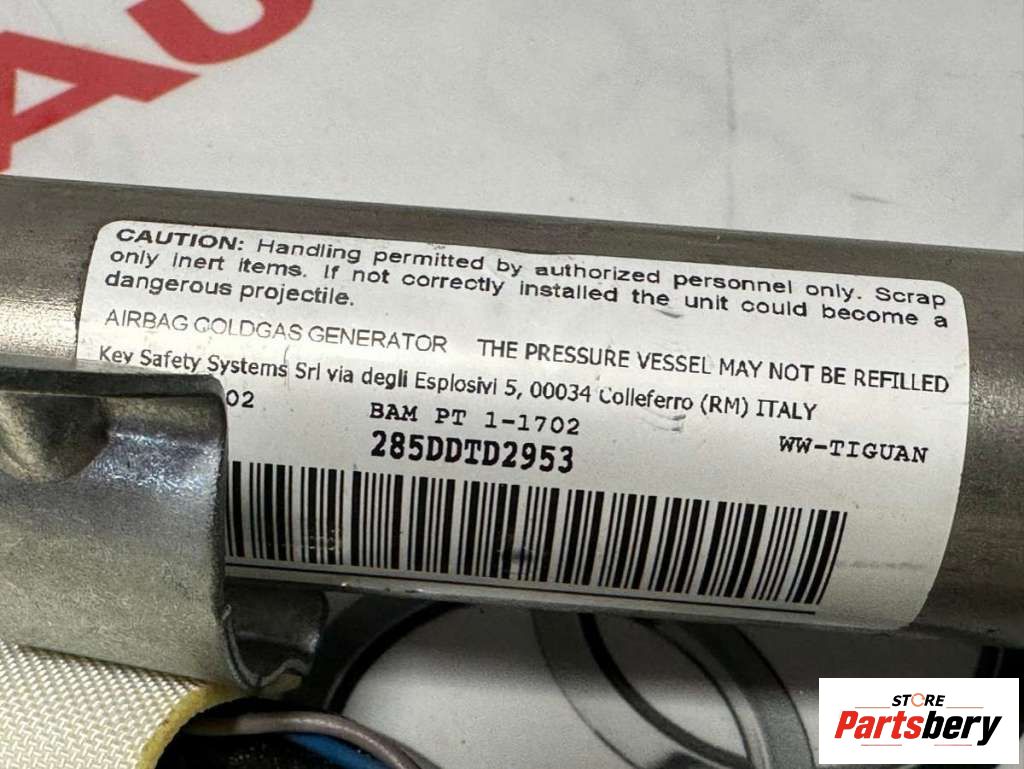 AU
CAUTION: Handling permitted by authorized personnel only. Scrap
only inert items. If not correctly installed the unit could become a
dangerous projectile.
AIRBAG COLDGAS GENERATOR THE PRESSURE VESSEL MAY NOT BE REFILLED
Key Safety Systems Srl via degli Esplosivi 5, 00034 Colleferro (RM) ITALY
02 BAM PT 1-1702
WW-TIGUAN
285DDTD2953
STORE
Partsbery